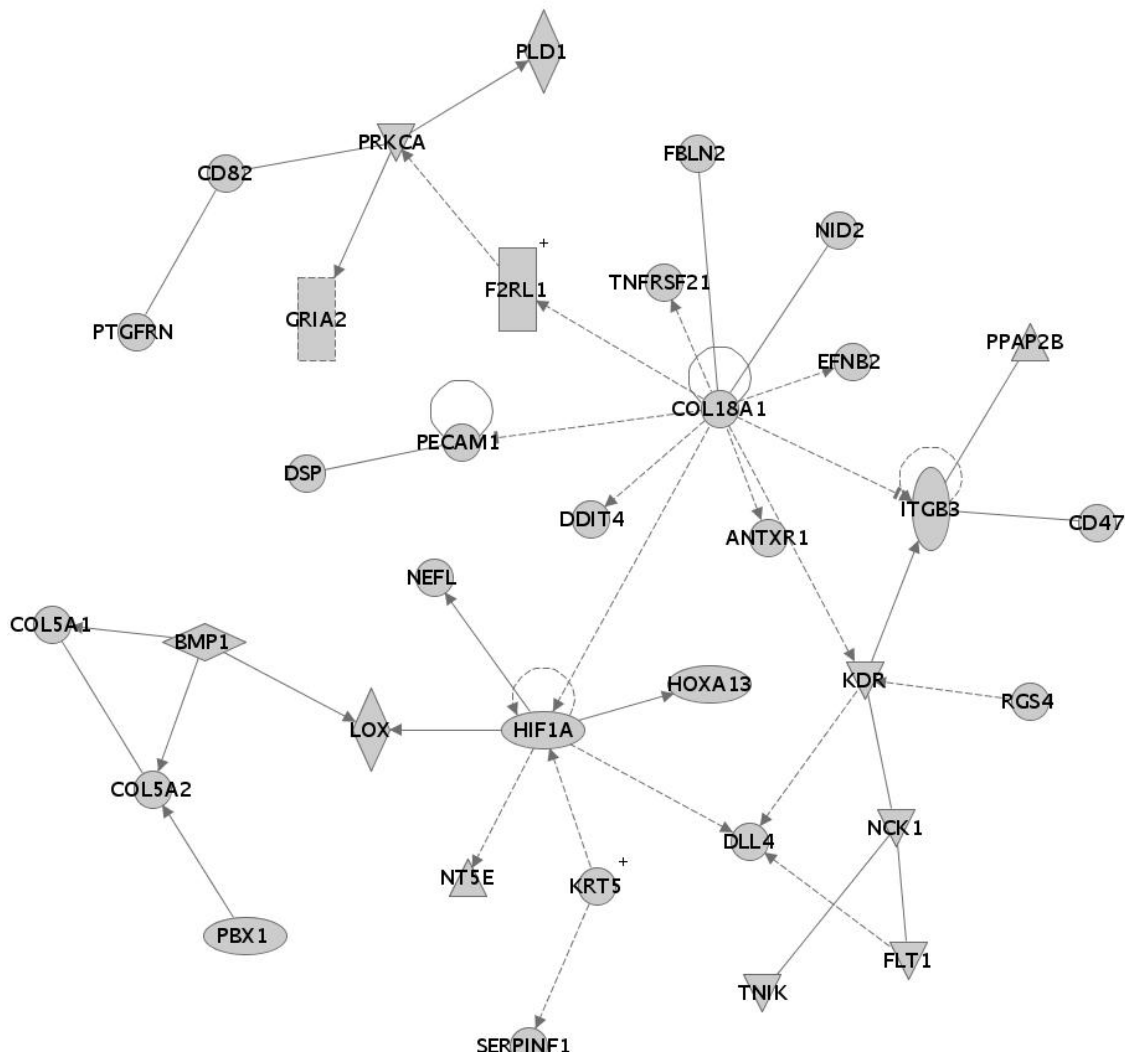 PLD1
PRKCA
FBLN2
CD82
NID2
+
TNFRSF21
F2RL1
GRIA2
PTGFRN
PPAP2B
EFNB2
COL18A1
PECAM1
DSP
ITGB3
DDIT4
CD47
ANTXR1
NEFL
COL5A1
BMP1
KDR
HOXA13
RGS4
LOX
HIF1A
COL5A2
NCK1
DLL4
+
NT5E
KRT5
PBX1
FLT1
TNIK
SERPINF1